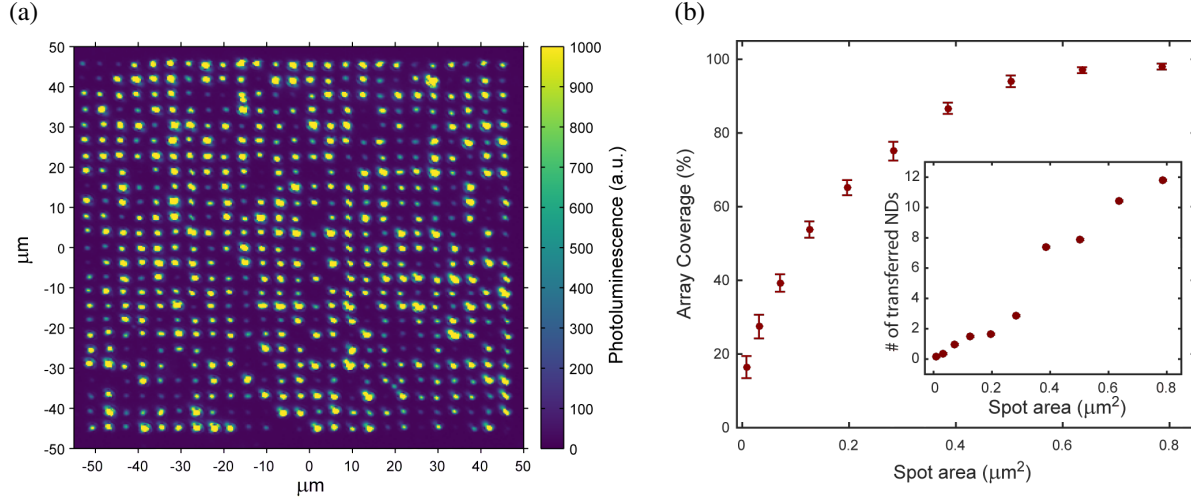 (a)
(b)
50
40
30
20
10
0
-10
-20
-30
-40
50
μm
-50 -40 -30 -20 -10 0 10 20 30 40 50
μm
1000
900
800
700
600
500
400
300
200
100
0
Photoluminescence (a.u.)
100
80
60
40
20
0
Array Coverage (%)
0 0.2 0.4 0.6 0.8
Spot area (μm²)
12
10
8
6
4
2
0
# of transferred NDs
0 0.2 0.4 0.6 0.8
Spot area (μm²)